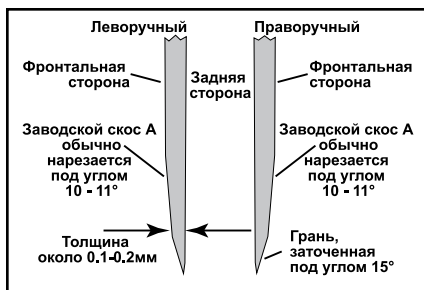 Леворучный
Праворучный
Фронтальная
сторона
Задняя
сторона
Фронтальная
сторона
Заводской скос А
обычно
нарезается
под углом
10 - 11°
Заводской скос А
обычно
нарезается
под углом
10 - 11°
Толщина
около 0.1-0.2мм
Грань,
заточенная
под углом 15°